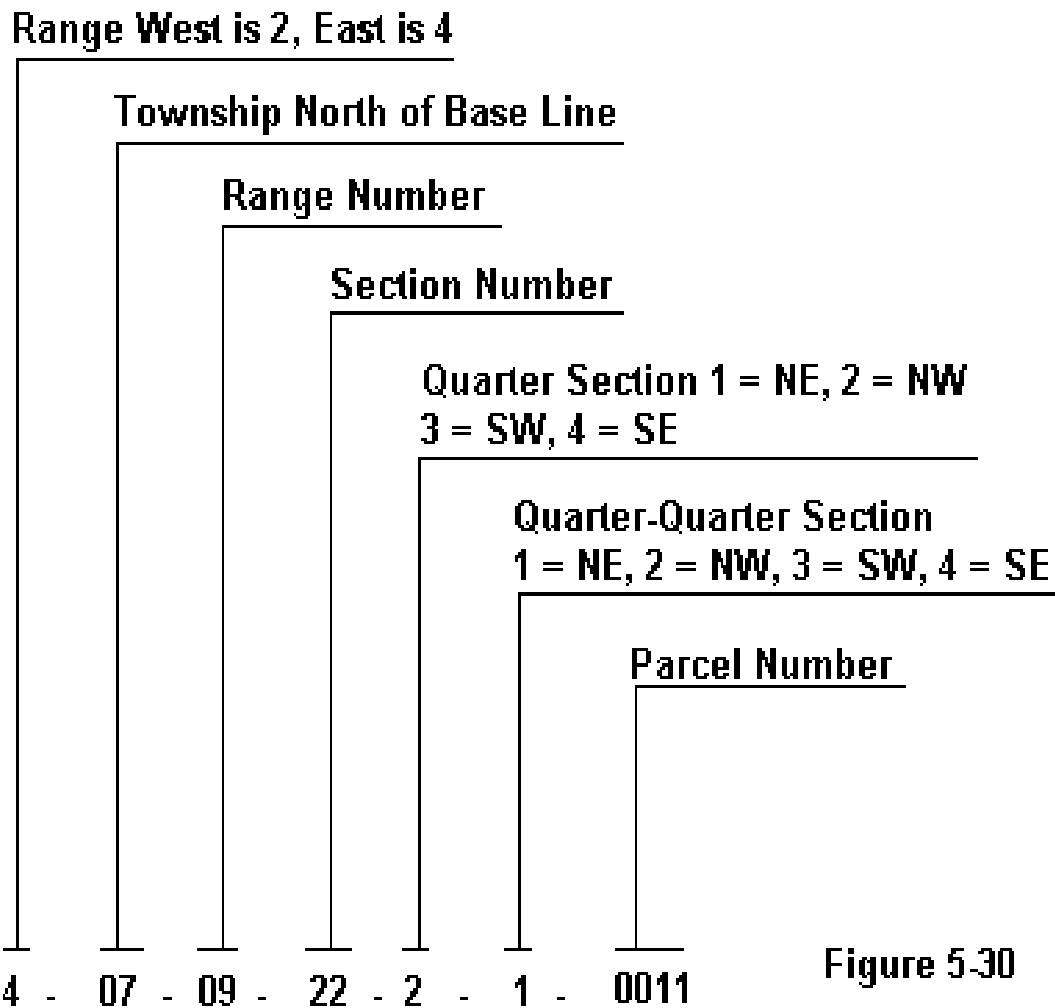 Range West is 2, East is 4
Township North of Base Line
Range Number
Section Number
Quarter Section 1 = NE, 2 = NW
3 = SW, 4 = SE
Quarter-Quarter Section
1 = NE, 2 = NW, 3 = SW, 4 = SE
Parcel Number
4 - 07 - 09 - 22 - 2 - 1 - 0011
Figure 5-30